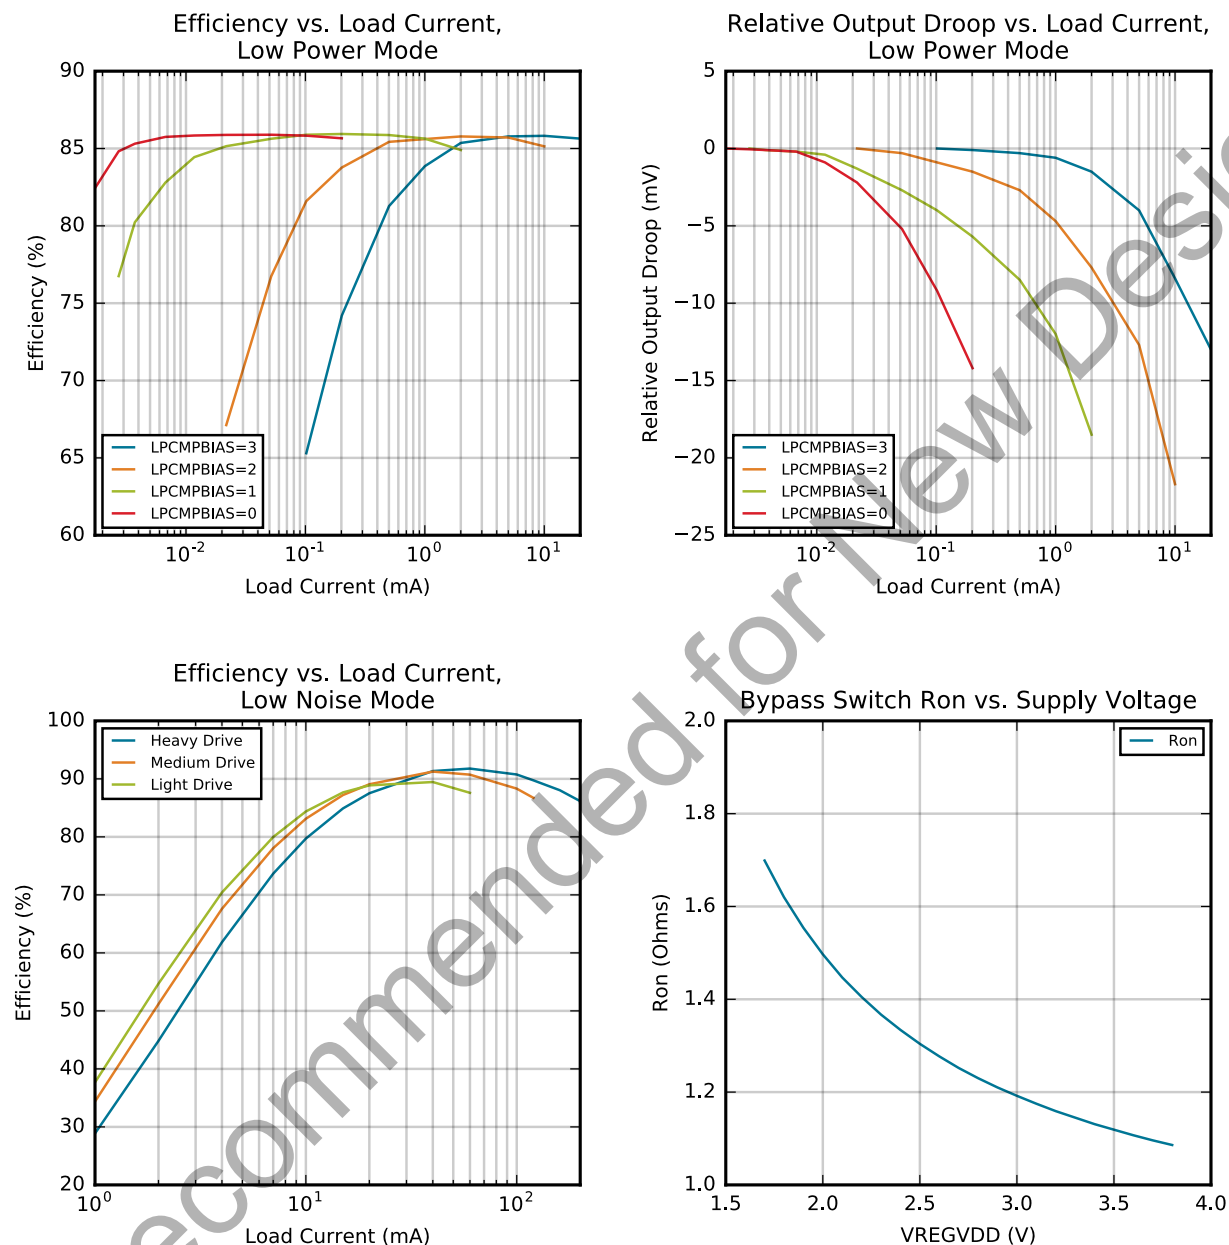 Efficiency vs. Load Current,
Low Power Mode
90
85
80
75
70
65
60
Efficiency (%)
LPCMPBIAS=3
LPCMPBIAS=2
LPCMPBIAS=1
LPCMPBIAS=0
10⁻² 10⁻¹ 10⁰ 10¹
Load Current (mA)
Relative Output Droop vs. Load Current,
Low Power Mode
5
0
−5
−10
−15
−20
−25
Relative Output Droop (mV)
LPCMPBIAS=3
LPCMPBIAS=2
LPCMPBIAS=1
LPCMPBIAS=0
10⁻² 10⁻¹ 10⁰ 10¹
Load Current (mA)
Efficiency vs. Load Current,
Low Noise Mode
100
90
80
70
60
50
40
30
20
Efficiency (%)
Heavy Drive
Medium Drive
Light Drive
10⁰ 10¹ 10²
Load Current (mA)
Bypass Switch Ron vs. Supply Voltage
2.0
1.8
1.6
1.4
1.2
1.0
Ron (Ohms)
Ron
1.5 2.0 2.5 3.0 3.5 4.0
VREGVDD (V)
ecommended for New Desi